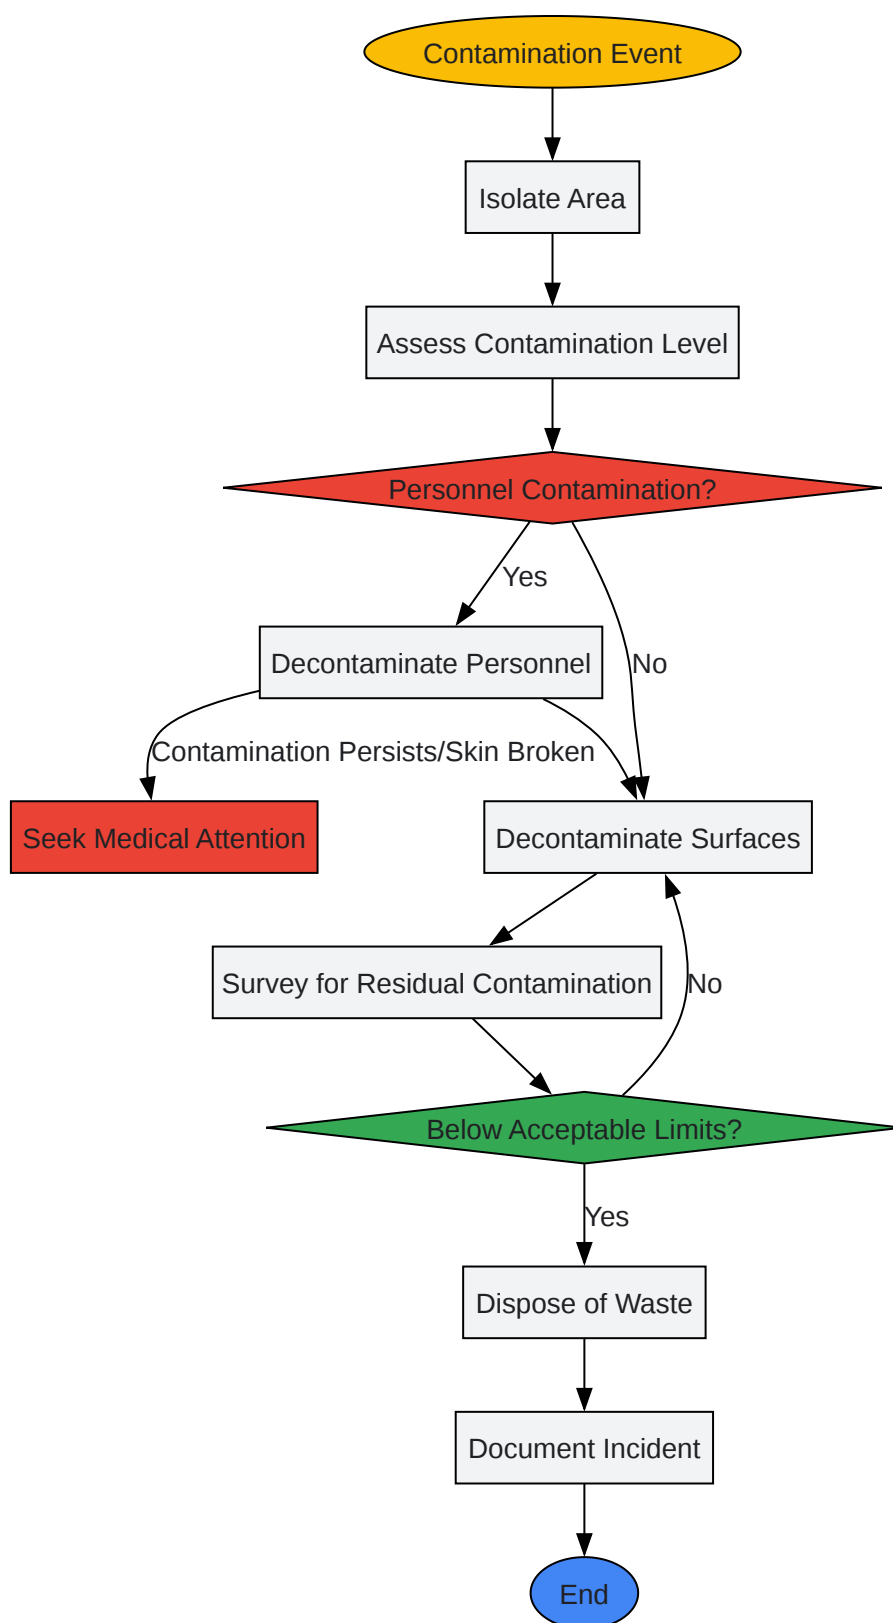 Contamination Event
Isolate Area
Assess Contamination Level
Personnel Contamination?
Yes
Decontaminate Personnel
No
Contamination Persists/Skin Broken
Seek Medical Attention
Decontaminate Surfaces
Survey for Residual Contamination
No
Below Acceptable Limits?
Yes
Dispose of Waste
Document Incident
End